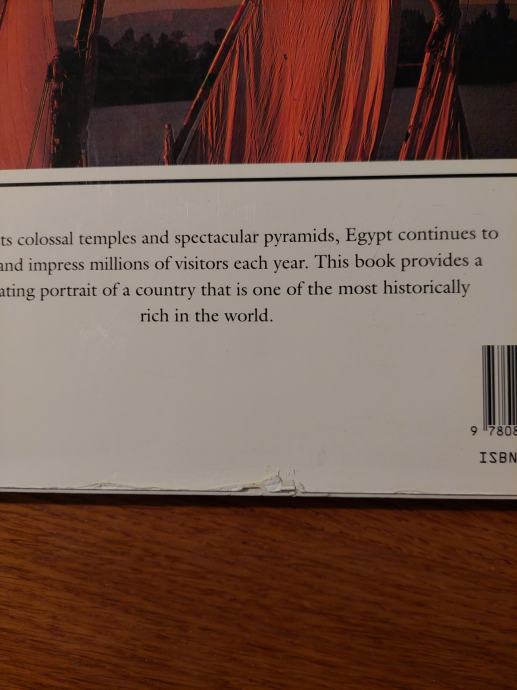 ts colossal temples and spectacular pyramids, Egypt continues to
and impress millions of visitors each year. This book provides a
ating portrait of a country that is one of the most historically
rich in the world.
9 7808
ISBN